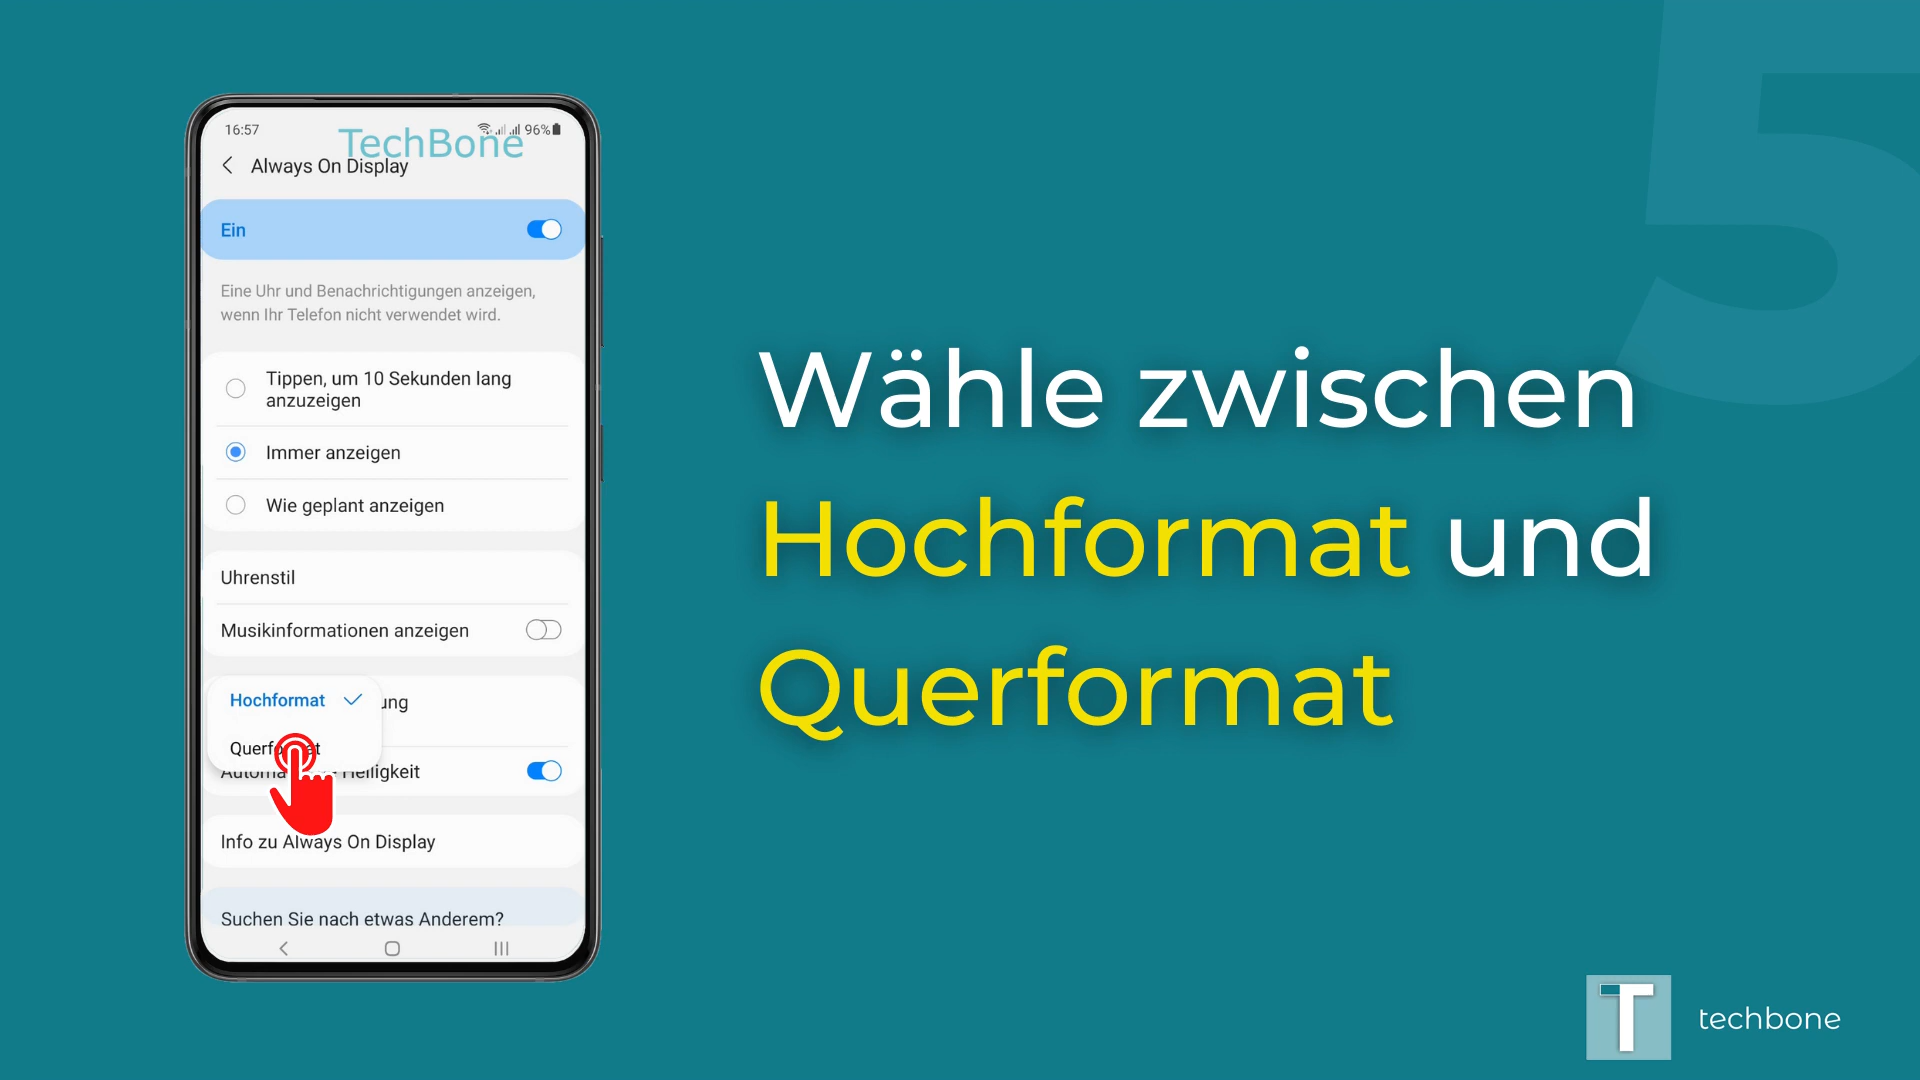 5
16:57
96%
TechBone
Always On Display
Ein
Eine Uhr und Benachrichtigungen anzeigen,
wenn Ihr Telefon nicht verwendet wird.
Tippen, um 10 Sekunden lang
anzuzeigen
Immer anzeigen
Wie geplant anzeigen
Uhrenstil
Musikinformationen anzeigen
Hochformat
Info zu Always On Display
Suchen Sie nach etwas Anderem?
Wähle zwischen
Hochformat und
Querformat
T techbone